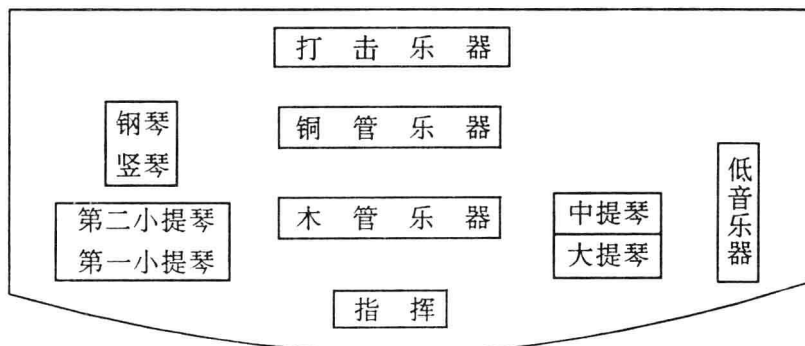 打击乐器
钢琴
竖琴
铜管乐器
低音乐器
第二小提琴
第一小提琴
木管乐器
中提琴
大提琴
指挥